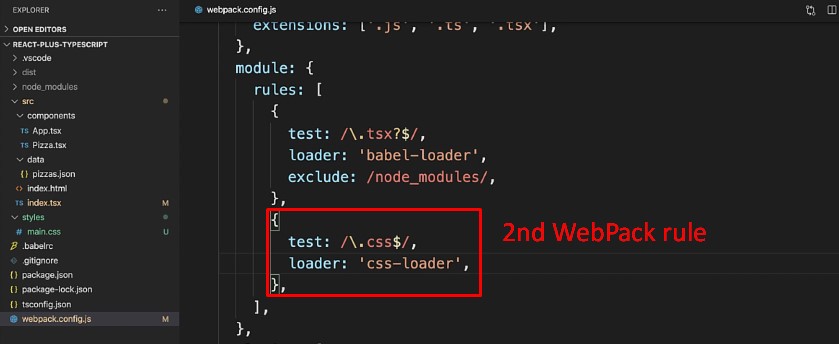 EXPLORER
···
webpack.config.js
> OPEN EDITORS
REACT-PLUS-TYPESCRIPT
> .vscode
> dist
> node_modules
src
components
TS App.tsx
TS Pizza.tsx
data
{} pizzas.json
<> index.html
TS index.tsx M
styles
# main.css U
.babelrc
.gitignore
{} package.json
{} package-lock.json
{} tsconfig.json
webpack.config.js M
extensions: ['.js', '.ts', '.tsx'],
},
module: {
rules: [
{
test: /\.tsx?$/,
loader: 'babel-loader',
exclude: /node_modules/,
},
{
test: /\.css$/,
loader: 'css-loader',
},
],
},
2nd WebPack rule